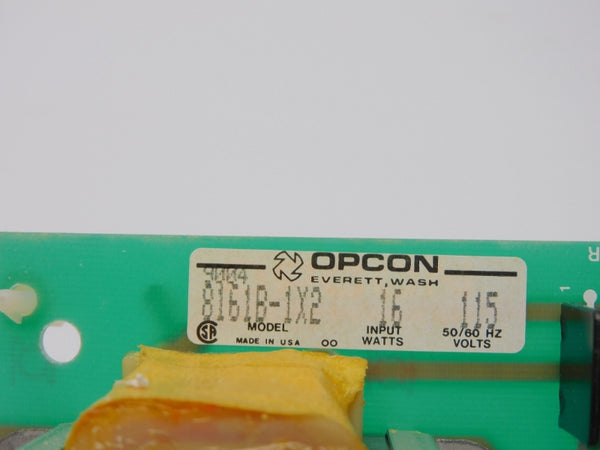 OPCON
EVERETT, WASH
9004
8161B-1X2 16 115
MODEL INPUT 50/60 HZ
MADE IN USA OO WATTS VOLTS
R
1